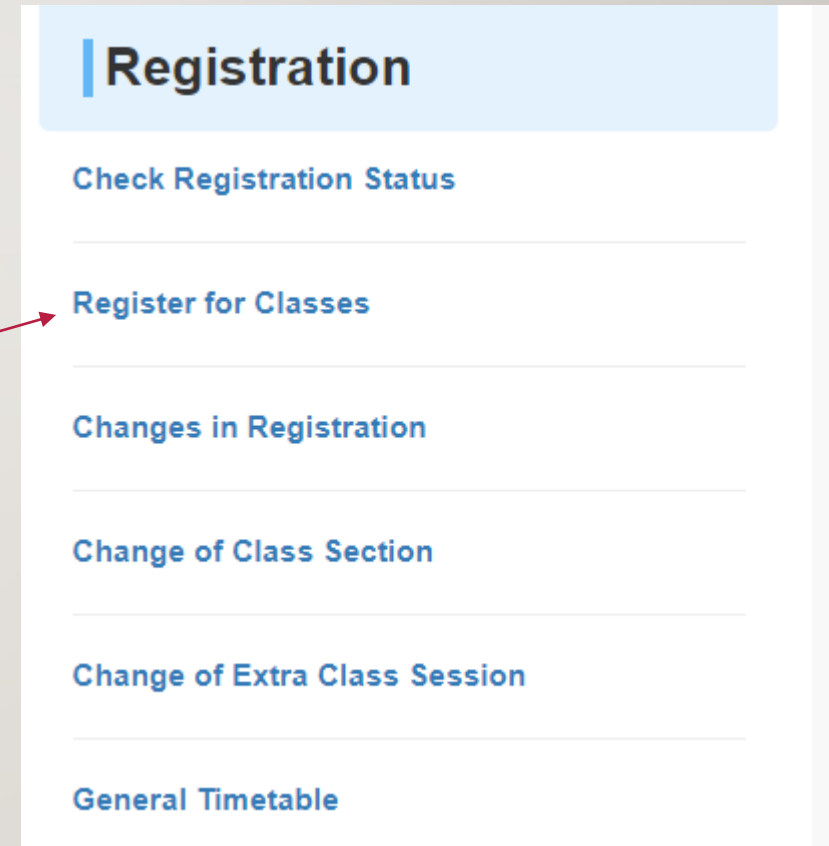 Registration
Check Registration Status
Register for Classes
Changes in Registration
Change of Class Section
Change of Extra Class Session
General Timetable